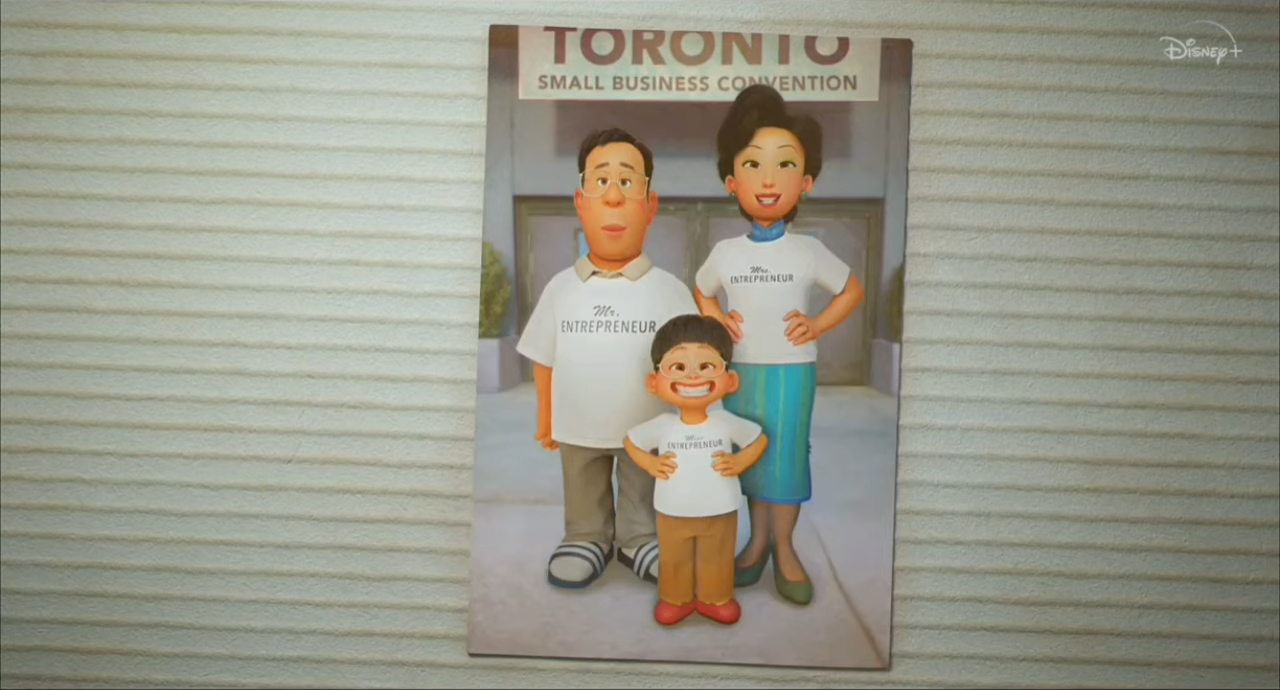 Disney+
TORONTO
SMALL BUSINESS CONVENTION
Mrs.
ENTREPRENEUR
Mr.
ENTREPRENEUR
ENTREPRENEUR